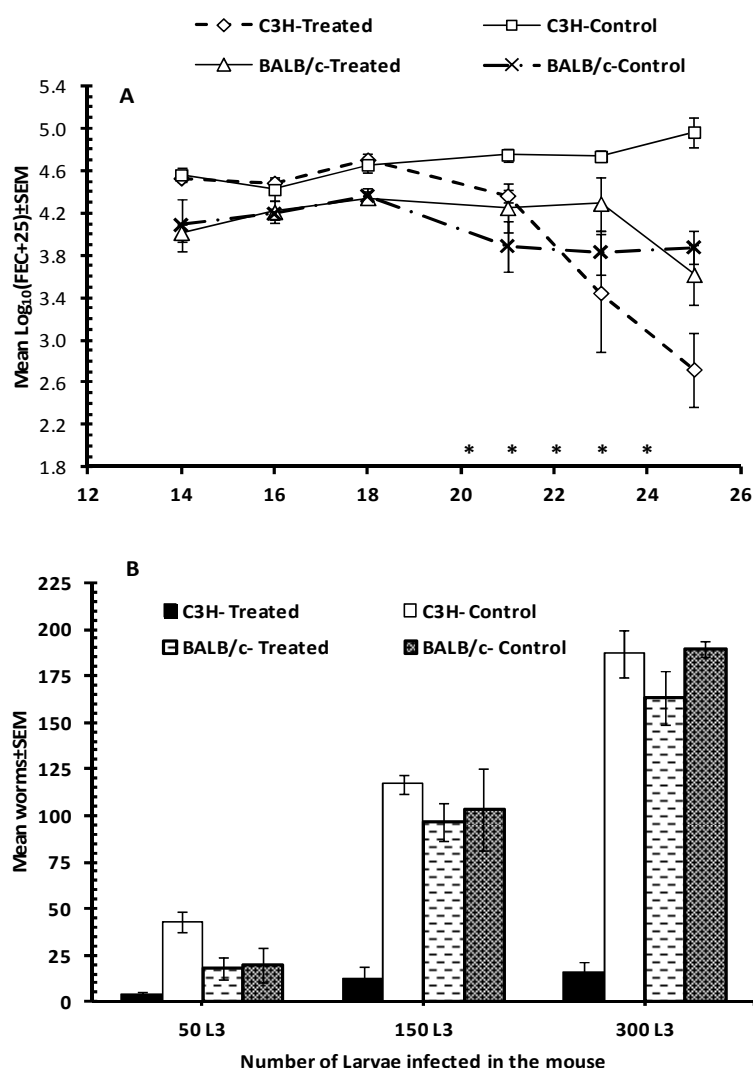 C3H-Treated C3H-Control
BALB/c-Treated BALB/c-Control
A
5.4
5.0
4.6
4.2
3.8
3.4
3.0
2.6
2.2
1.8
Mean Log₁₀(FEC+25)±SEM
* * * * *
12 14 16 18 20 22 24 26
B
C3H- Treated C3H- Control
BALB/c- Treated BALB/c- Control
225
200
175
150
125
100
75
50
25
0
Mean worms±SEM
50 L3 150 L3 300 L3
Number of Larvae infected in the mouse